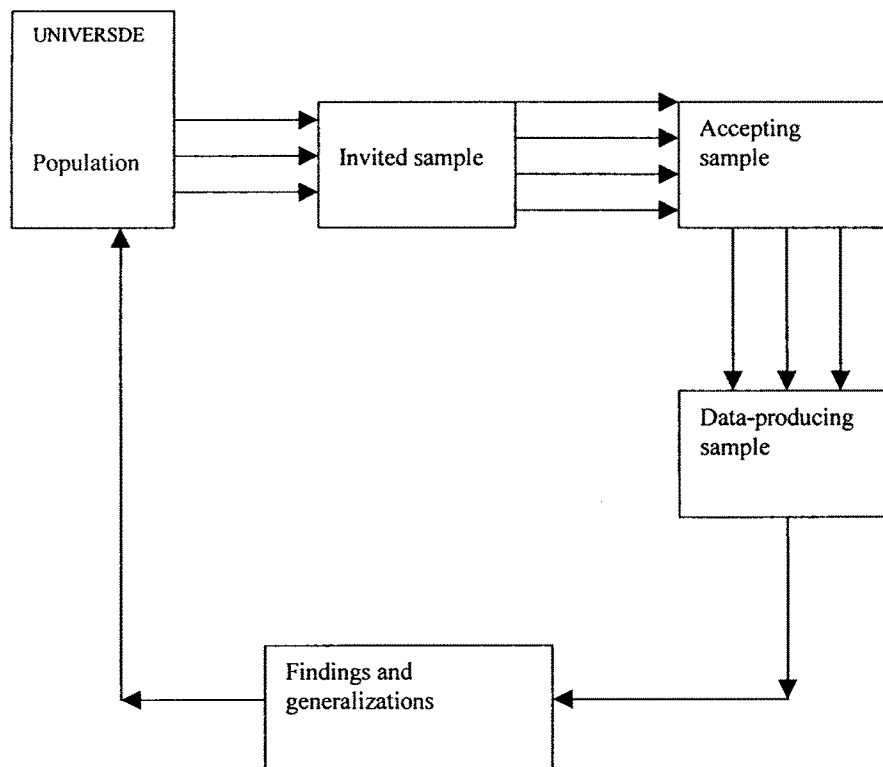 UNIVERSDE
Population
Invited sample
Accepting
sample
Data-producing
sample
Findings and
generalizations